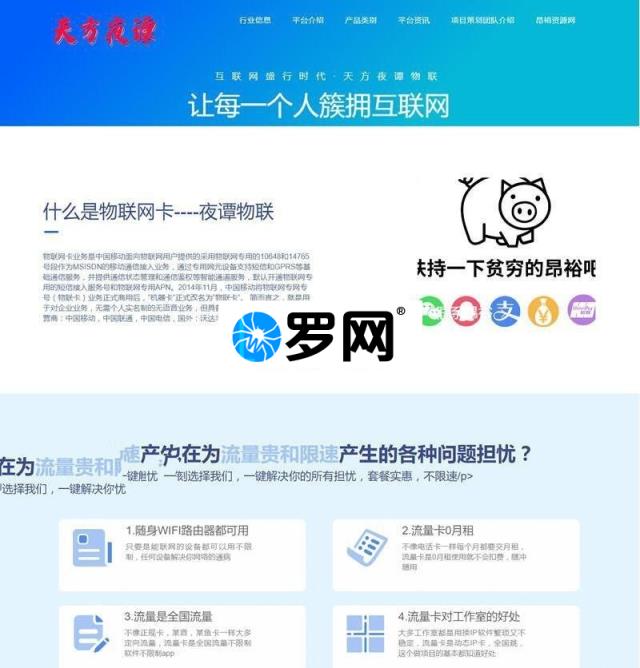 天方夜谭
行业信息 平台介绍 产品类别 平台资讯 项目策划团队介绍 昂裕资源网
互联网盛行时代·天方夜谭物联
让每一个人簇拥互联网
什么是物联网卡----夜谭物联
物联网卡业务是中国移动面向物联网用户提供的采用物联网专用的10648和14765
号段作为MSISDN的移动通信接入业务，通过专用网元设备支持短信和GPRS等基
础通信服务，并提供通信状态管理和通信鉴权等智能通道服务，默认开通物联网专
用的短信接入服务号和物联网专用APN。2014年11月，中国移动将物联网专网专
号（物联卡）业务正式商用后，"机器卡"正式改名为"物联卡"。 简而言之，就是用
于对企业业务，无需个人实名制的无语音业务，但具
营商：中国移动，中国联通，中国电信，国外：沃达
扶持一下贫穷的昂裕吧
罗网®
在为流量贵和限
速产内在为流量贵和限速产生的各种问题担忧？
选择我们，一键解决你忧
一键选择我们，一键解决你的所有担忧，套餐实惠，不限速/p>
1.随身WIFI路由器都可用
只要是能联网的设备都可以用不限
制，任何设备解决你网络的通病
2.流量卡0月租
不像电话卡一样每个月都要交月租，
流量卡是0月租使用就不会扣费，随冲
随用
3.流量是全国流量
不像正规卡，某商，某鱼卡一样大多
定向流量，流量卡是全国流量不限制
软件不限制app
4.流量卡对工作室的好处
大多工作室都是用换IP软件繁琐又不
稳定，流量卡是动态IP卡，全国跳，
这个做项目的基本都知道好处